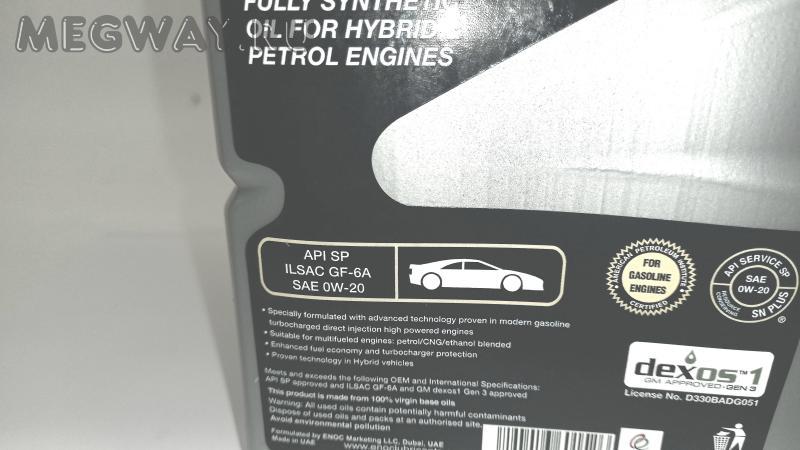 MEGWAY.RU
FULLY SYNTHETIC
OIL FOR HYBRID &
PETROL ENGINES
API SP
ILSAC GF-6A
SAE 0W-20
AMERICAN PETROLEUM INSTITUTE
FOR
GASOLINE
ENGINES
CERTIFIED
API SERVICE SP
SAE
0W-20
RESOURCE CONSERVING
SN PLUS
®
• Specially formulated with advanced technology proven in modern gasoline
turbocharged direct injection high powered engines
• Suitable for multifueled engines: petrol/CNG/ethanol blended
• Enhanced fuel economy and turbocharger protection
• Proven technology in Hybrid vehicles
dexos™1
GM APPROVED-GEN 3
License No. D330BADG051
Meets and exceeds the following OEM and International Specifications:
API SP approved and ILSAC GF-6A and GM dexos1 Gen 3 approved
This product is made from 100% virgin base oils
Warning: All used oils contain potentially harmful contaminants
Dispose of used oils and packs at an authorised site.
Avoid environmental pollution
Formulated by ENOC Marketing LLC, Dubai, UAE
Made in UAE